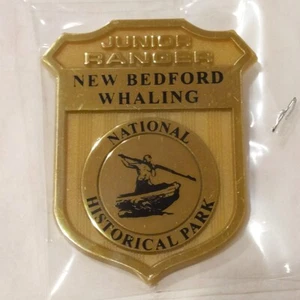 JUNIOR
RANGER
NEW BEDFORD
WHALING
NATIONAL
HISTORICAL PARK